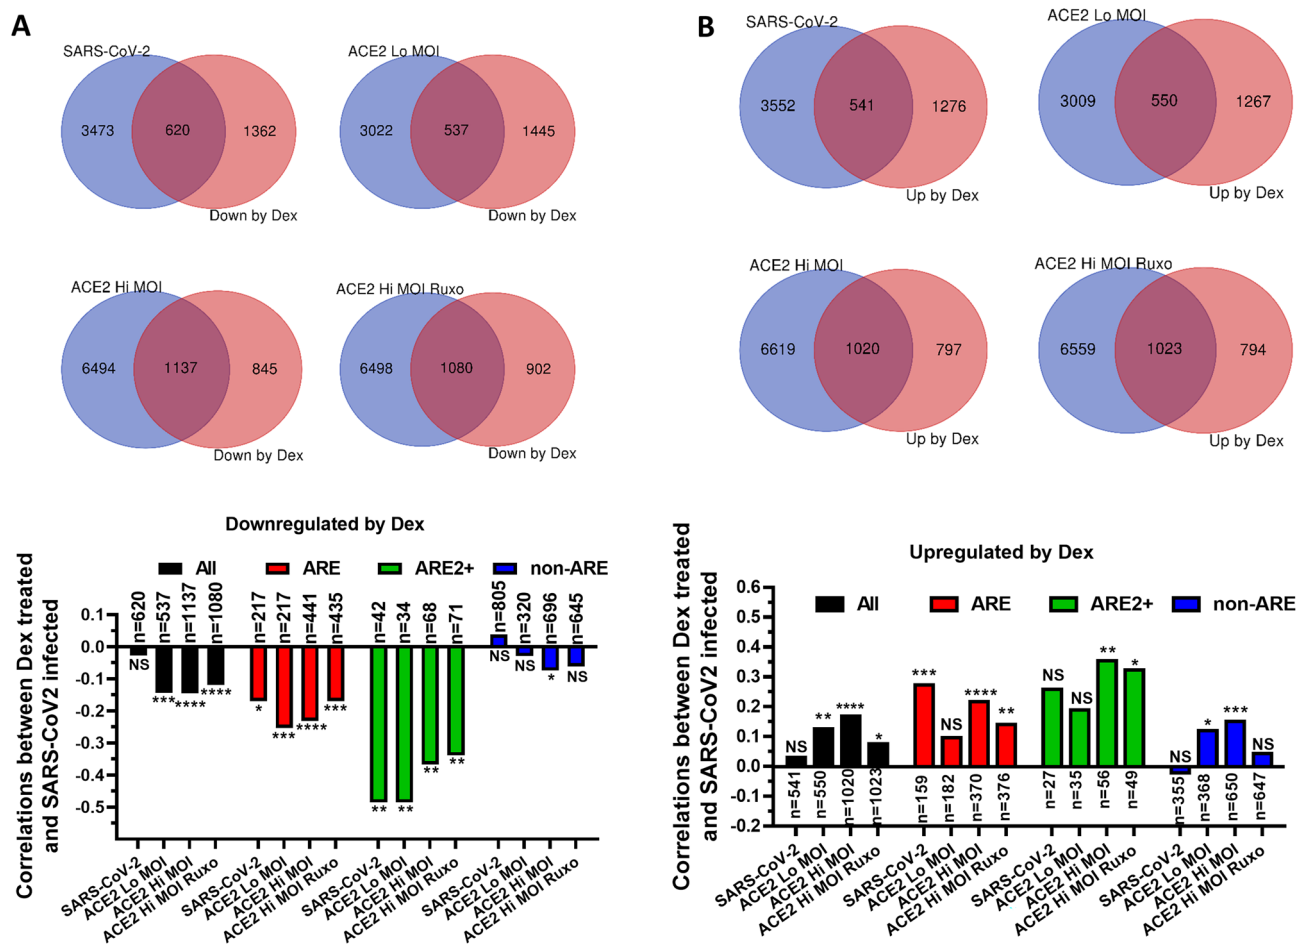 A
SARS-CoV-2
3473
620
1362
Down by Dex
ACE2 Lo MOI
3022
537
1445
Down by Dex
ACE2 Hi MOI
6494
1137
845
Down by Dex
ACE2 Hi MOI Ruxo
6498
1080
902
Down by Dex
Downregulated by Dex
All
ARE
ARE2+
non-ARE
Correlations between Dex treated
and SARS-CoV2 infected
0.1
0.0
-0.1
-0.2
-0.3
-0.4
-0.5
n=620
n=537
n=1137
n=1080
n=217
n=217
n=441
n=435
n=42
n=34
n=68
n=71
n=805
n=320
n=696
n=645
NS
***
****
****
*
***
****
***
**
**
**
**
NS
NS
*
NS
SARS-CoV-2
ACE2 Lo MOI
ACE2 Hi MOI
ACE2 Hi MOI Ruxo
SARS-CoV-2
ACE2 Lo MOI
ACE2 Hi MOI
ACE2 Hi MOI Ruxo
SARS-CoV-2
ACE2 Lo MOI
ACE2 Hi MOI
ACE2 Hi MOI Ruxo
SARS-CoV-2
ACE2 Lo MOI
ACE2 Hi MOI
ACE2 Hi MOI Ruxo
B
SARS-CoV-2
3552
541
1276
Up by Dex
ACE2 Lo MOI
3009
550
1267
Up by Dex
ACE2 Hi MOI
6619
1020
797
Up by Dex
ACE2 Hi MOI Ruxo
6559
1023
794
Up by Dex
Upregulated by Dex
All
ARE
ARE2+
non-ARE
Correlations between Dex treated
and SARS-CoV2 infected
0.6
0.5
0.4
0.3
0.2
0.1
0.0
-0.1
-0.2
NS
**
****
*
***
NS
****
**
NS
NS
**
*
NS
*
***
NS
n=541
n=550
n=1020
n=1023
n=159
n=182
n=370
n=376
n=27
n=35
n=56
n=49
n=355
n=368
n=650
n=647
SARS-CoV-2
ACE2 Lo MOI
ACE2 Hi MOI
ACE2 Hi MOI Ruxo
SARS-CoV-2
ACE2 Lo MOI
ACE2 Hi MOI
ACE2 Hi MOI Ruxo
SARS-CoV-2
ACE2 Lo MOI
ACE2 Hi MOI
ACE2 Hi MOI Ruxo
SARS-CoV-2
ACE2 Lo MOI
ACE2 Hi MOI
ACE2 Hi MOI Ruxo